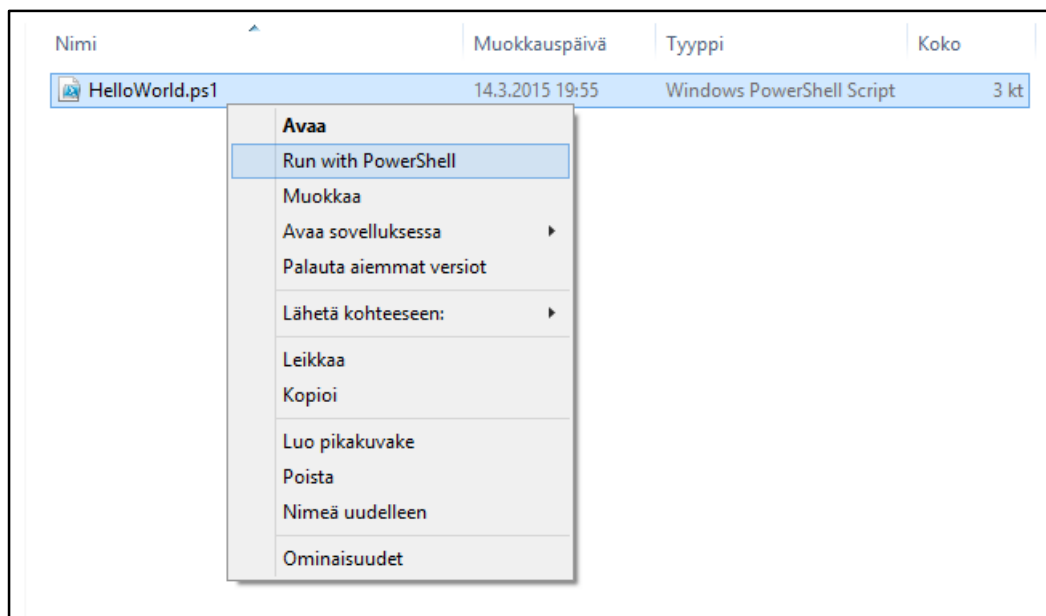 Nimi Muokkauspäivä Tyyppi Koko
HelloWorld.ps1 14.3.2015 19:55 Windows PowerShell Script 3 kt
Avaa
Run with PowerShell
Muokkaa
Avaa sovelluksessa
Palauta aiemmat versiot
Lähetä kohteeseen:
Leikkaa
Kopioi
Luo pikakuvake
Poista
Nimeä uudelleen
Ominaisuudet